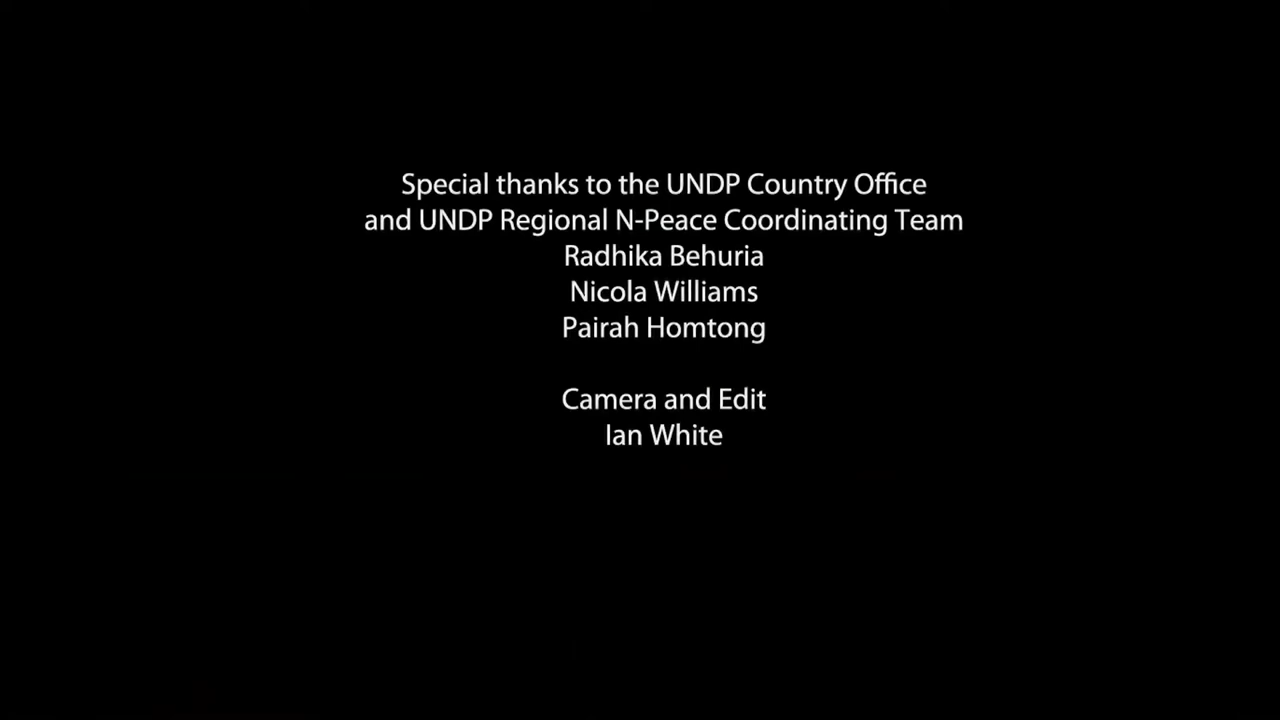 Special thanks to the UNDP Country Office
and UNDP Regional N-Peace Coordinating Team
Radhika Behuria
Nicola Williams
Pairah Homtong
Camera and Edit
Ian White